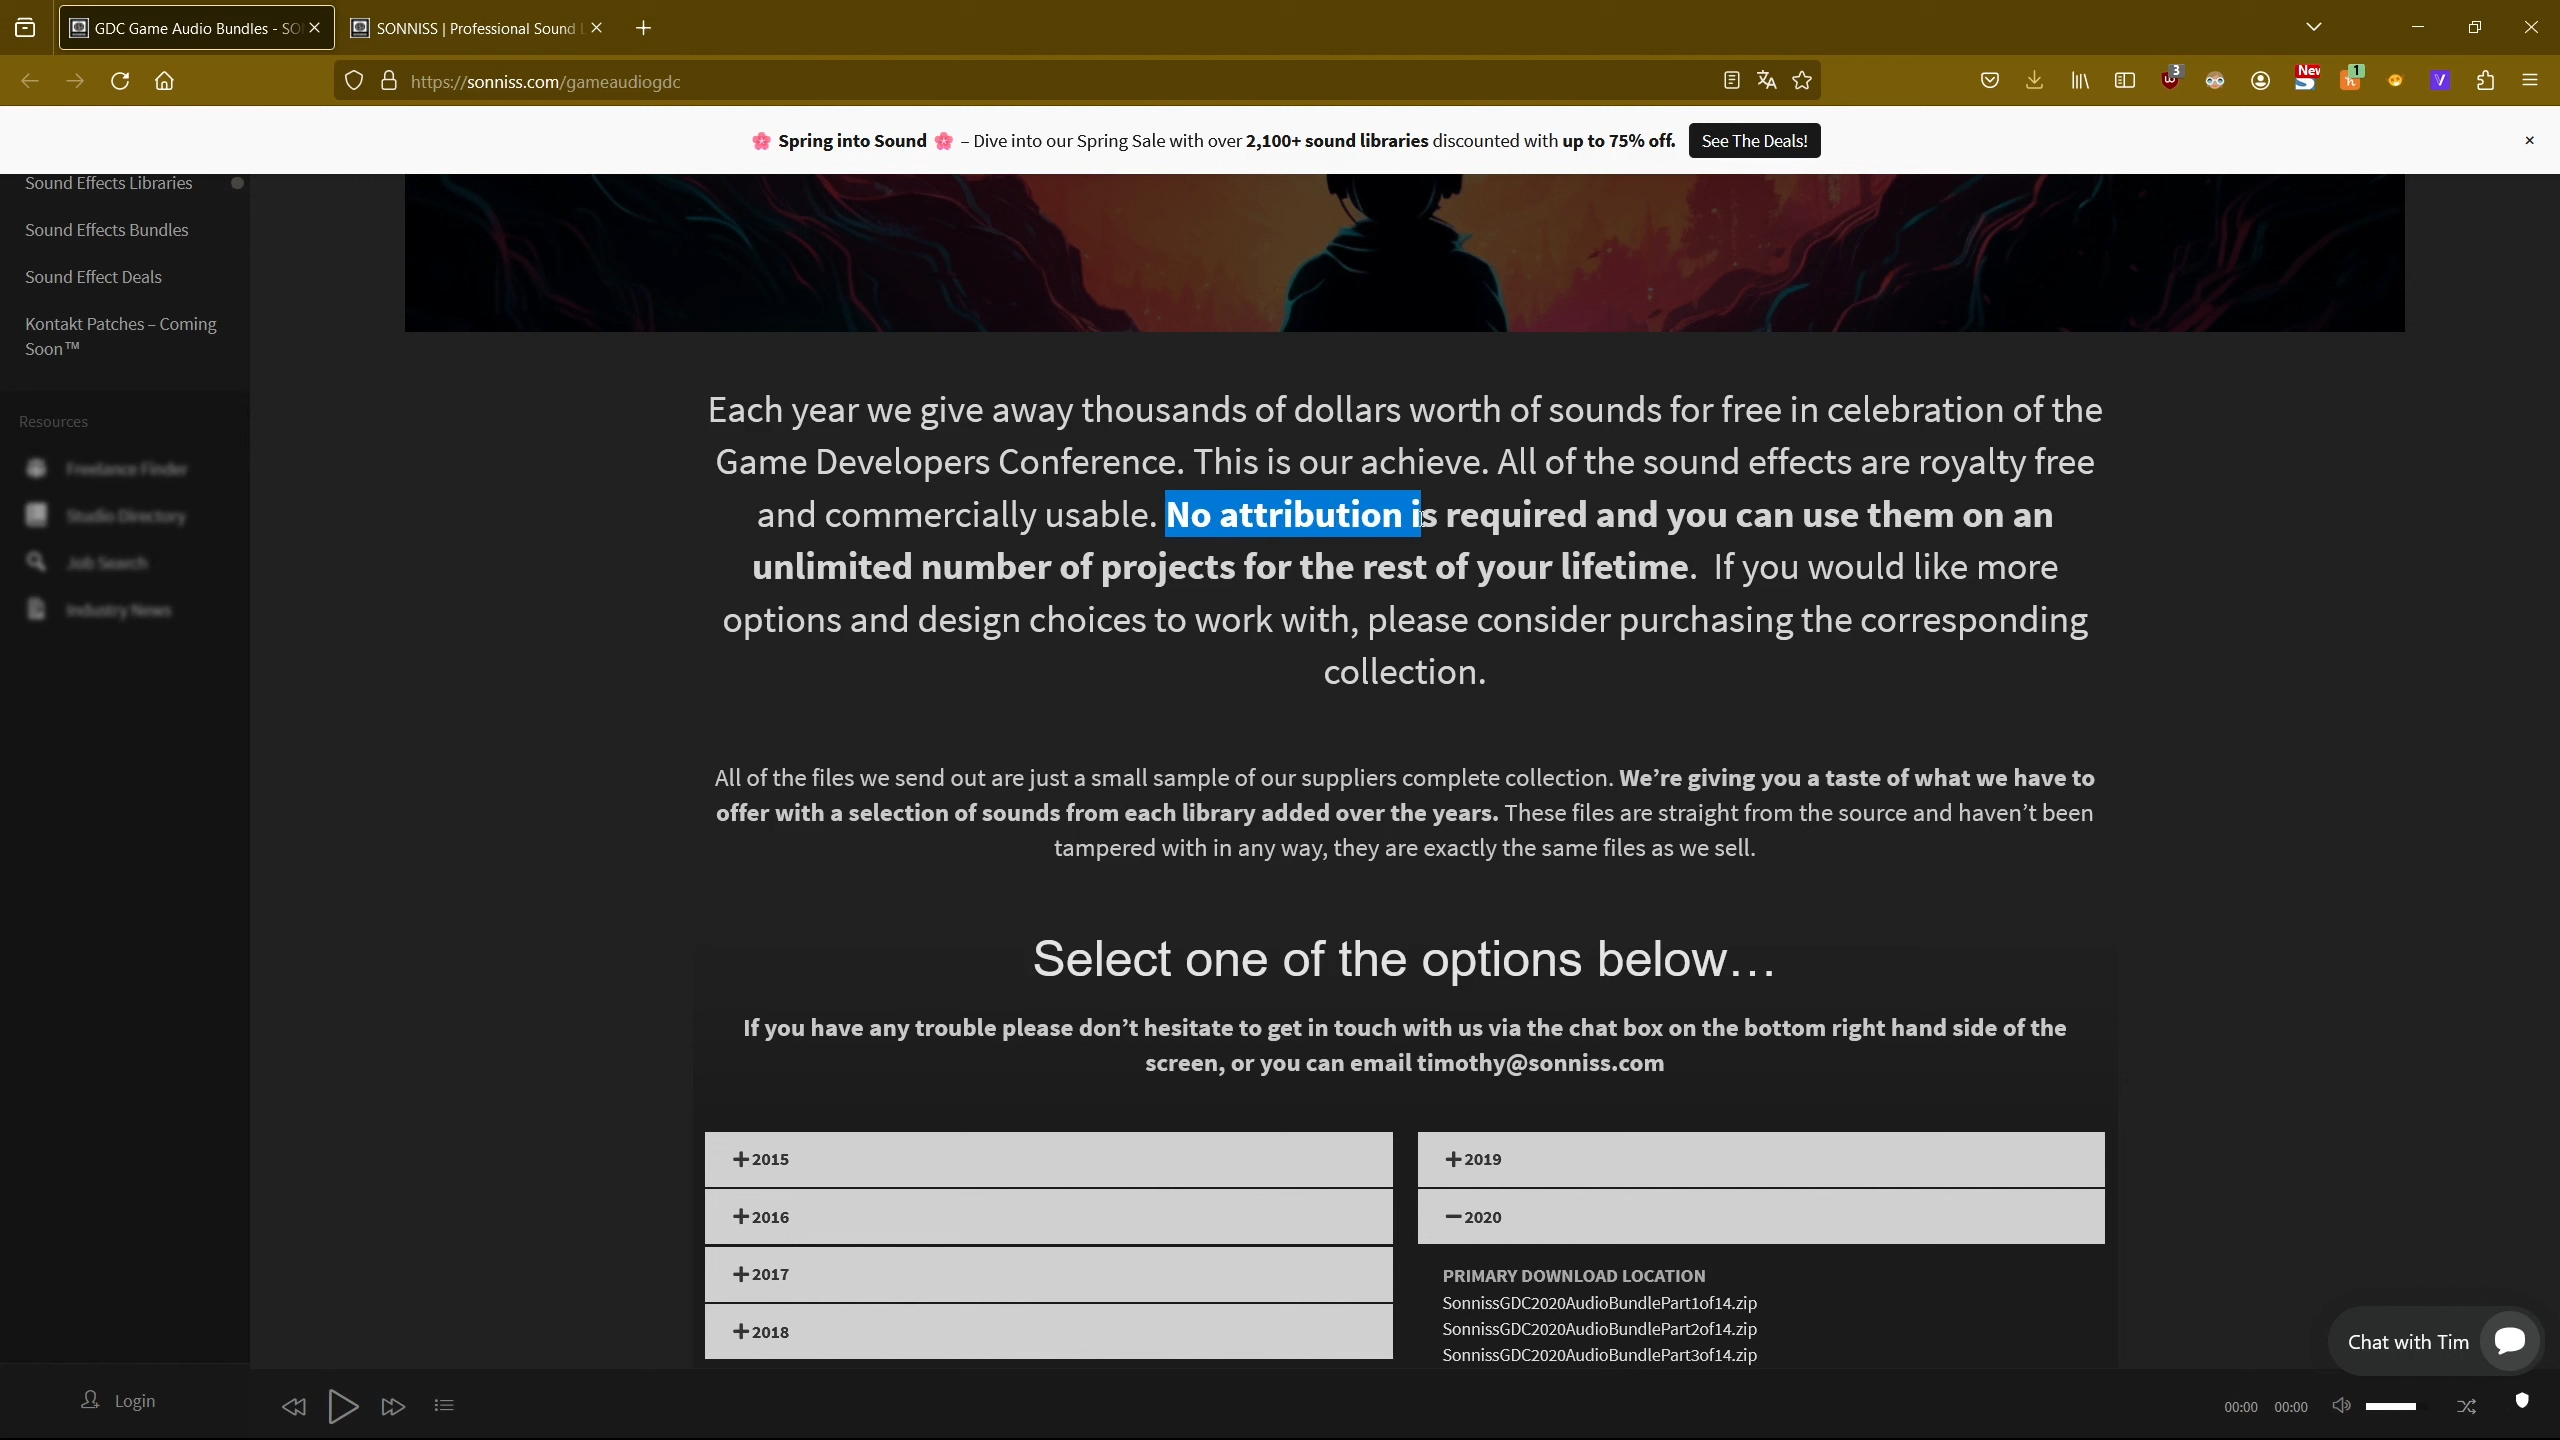 GDC Game Audio Bundles - SO
SONNISS | Professional Sound L
https://sonniss.com/gameaudiogdc
3
New
1
🌸 Spring into Sound 🌸 – Dive into our Spring Sale with over 2,100+ sound libraries discounted with up to 75% off.
See The Deals!
Sound Effects Libraries
Sound Effects Bundles
Sound Effect Deals
Kontakt Patches – Coming
Soon™
Resources
Freelance Finder
Studio Directory
Job Search
Industry News
Each year we give away thousands of dollars worth of sounds for free in celebration of the
Game Developers Conference. This is our achieve. All of the sound effects are royalty free
and commercially usable. No attribution is required and you can use them on an
unlimited number of projects for the rest of your lifetime. If you would like more
options and design choices to work with, please consider purchasing the corresponding
collection.
All of the files we send out are just a small sample of our suppliers complete collection. We’re giving you a taste of what we have to
offer with a selection of sounds from each library added over the years. These files are straight from the source and haven’t been
tampered with in any way, they are exactly the same files as we sell.
Select one of the options below…
If you have any trouble please don’t hesitate to get in touch with us via the chat box on the bottom right hand side of the
screen, or you can email timothy@sonniss.com
2015
2016
2017
2018
2019
2020
PRIMARY DOWNLOAD LOCATION
SonnissGDC2020AudioBundlePart1of14.zip
SonnissGDC2020AudioBundlePart2of14.zip
SonnissGDC2020AudioBundlePart3of14.zip
Chat with Tim
Login
00:00 00:00